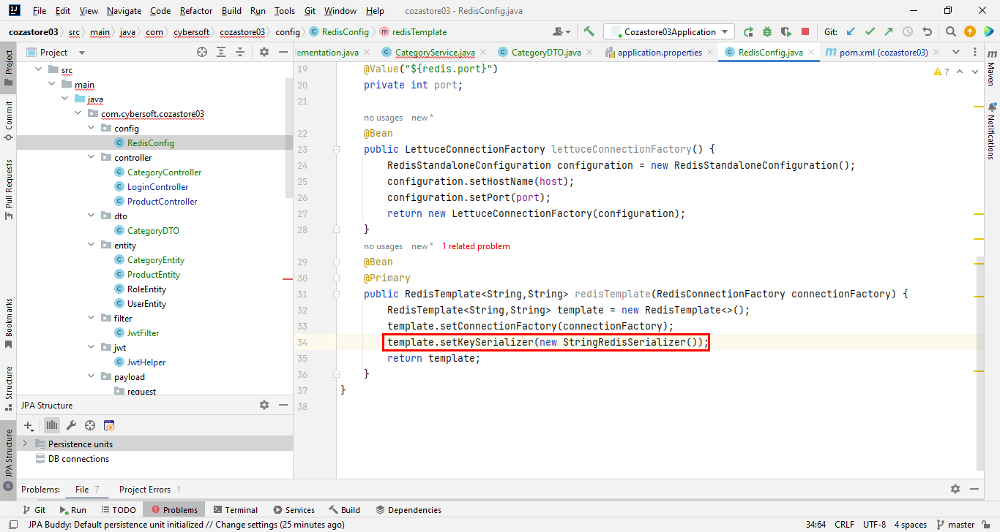 File Edit View Navigate Code Refactor Build Run Tools Git Window Help cozastore03 - RedisConfig.java
cozastore03 src main java com cybersoft cozastore03 config RedisConfig redisTemplate Cozastore03Application Git:
Project
ementation.java CategoryService.java CategoryDTO.java application.properties RedisConfig.java pom.xml (cozastore03)
src
main
java
com.cybersoft.cozastore03
config
RedisConfig
controller
CategoryController
LoginController
ProductController
dto
CategoryDTO
entity
CategoryEntity
ProductEntity
RoleEntity
UserEntity
filter
JwtFilter
jwt
JwtHelper
payload
request
JPA Structure
Persistence units
DB connections
19 @Value("${redis.port}")
20 private int port;
21
no usages new *
22 @Bean
23 public LettuceConnectionFactory lettuceConnectionFactory() {
24 RedisStandaloneConfiguration configuration = new RedisStandaloneConfiguration();
25 configuration.setHostName(host);
26 configuration.setPort(port);
27 return new LettuceConnectionFactory(configuration);
28 }
no usages new * 1 related problem
29 @Bean
30 @Primary
31 public RedisTemplate<String,String> redisTemplate(RedisConnectionFactory connectionFactory) {
32 RedisTemplate<String,String> template = new RedisTemplate<>();
33 template.setConnectionFactory(connectionFactory);
34 template.setKeySerializer(new StringRedisSerializer());
35 return template;
36 }
37 }
38
7
Project
Commit
Pull Requests
Bookmarks
Structure
JPA Structure
Maven
Notifications
Problems: File 7 Project Errors 1
Git Run TODO Problems Terminal Services Build Dependencies
JPA Buddy: Default persistence unit initialized // Change settings (25 minutes ago) 34:64 CRLF UTF-8 4 spaces master